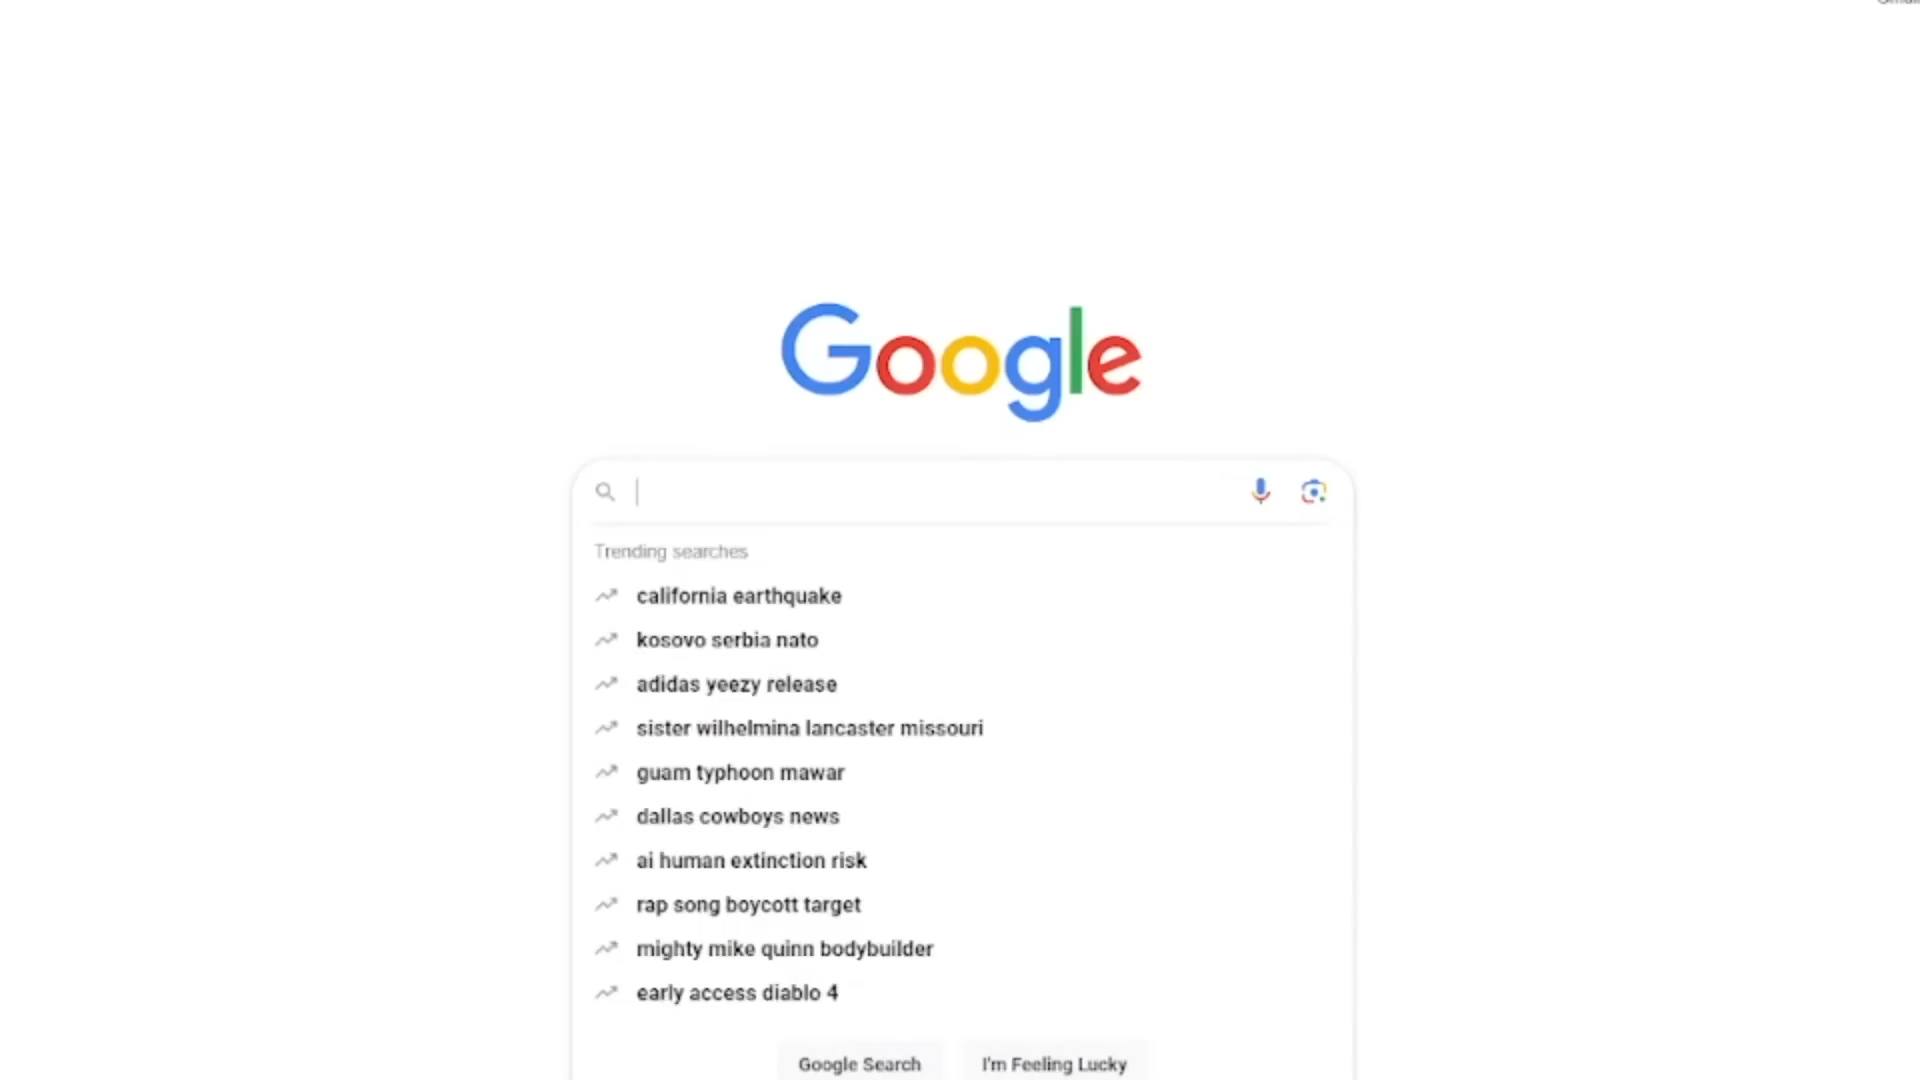 Google
Trending searches
california earthquake
kosovo serbia nato
adidas yeezy release
sister wilhelmina lancaster missouri
guam typhoon mawar
dallas cowboys news
ai human extinction risk
rap song boycott target
mighty mike quinn bodybuilder
early access diablo 4
Google Search
I'm Feeling Lucky